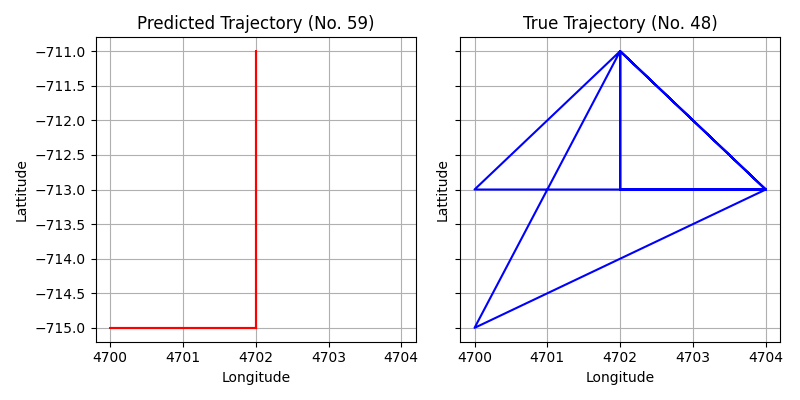 Predicted Trajectory (No. 59)
−711.0
−711.5
−712.0
−712.5
−713.0
−713.5
−714.0
−714.5
−715.0
Lattitude
4700 4701 4702 4703 4704
Longitude
True Trajectory (No. 48)
Lattitude
4700 4701 4702 4703 4704
Longitude